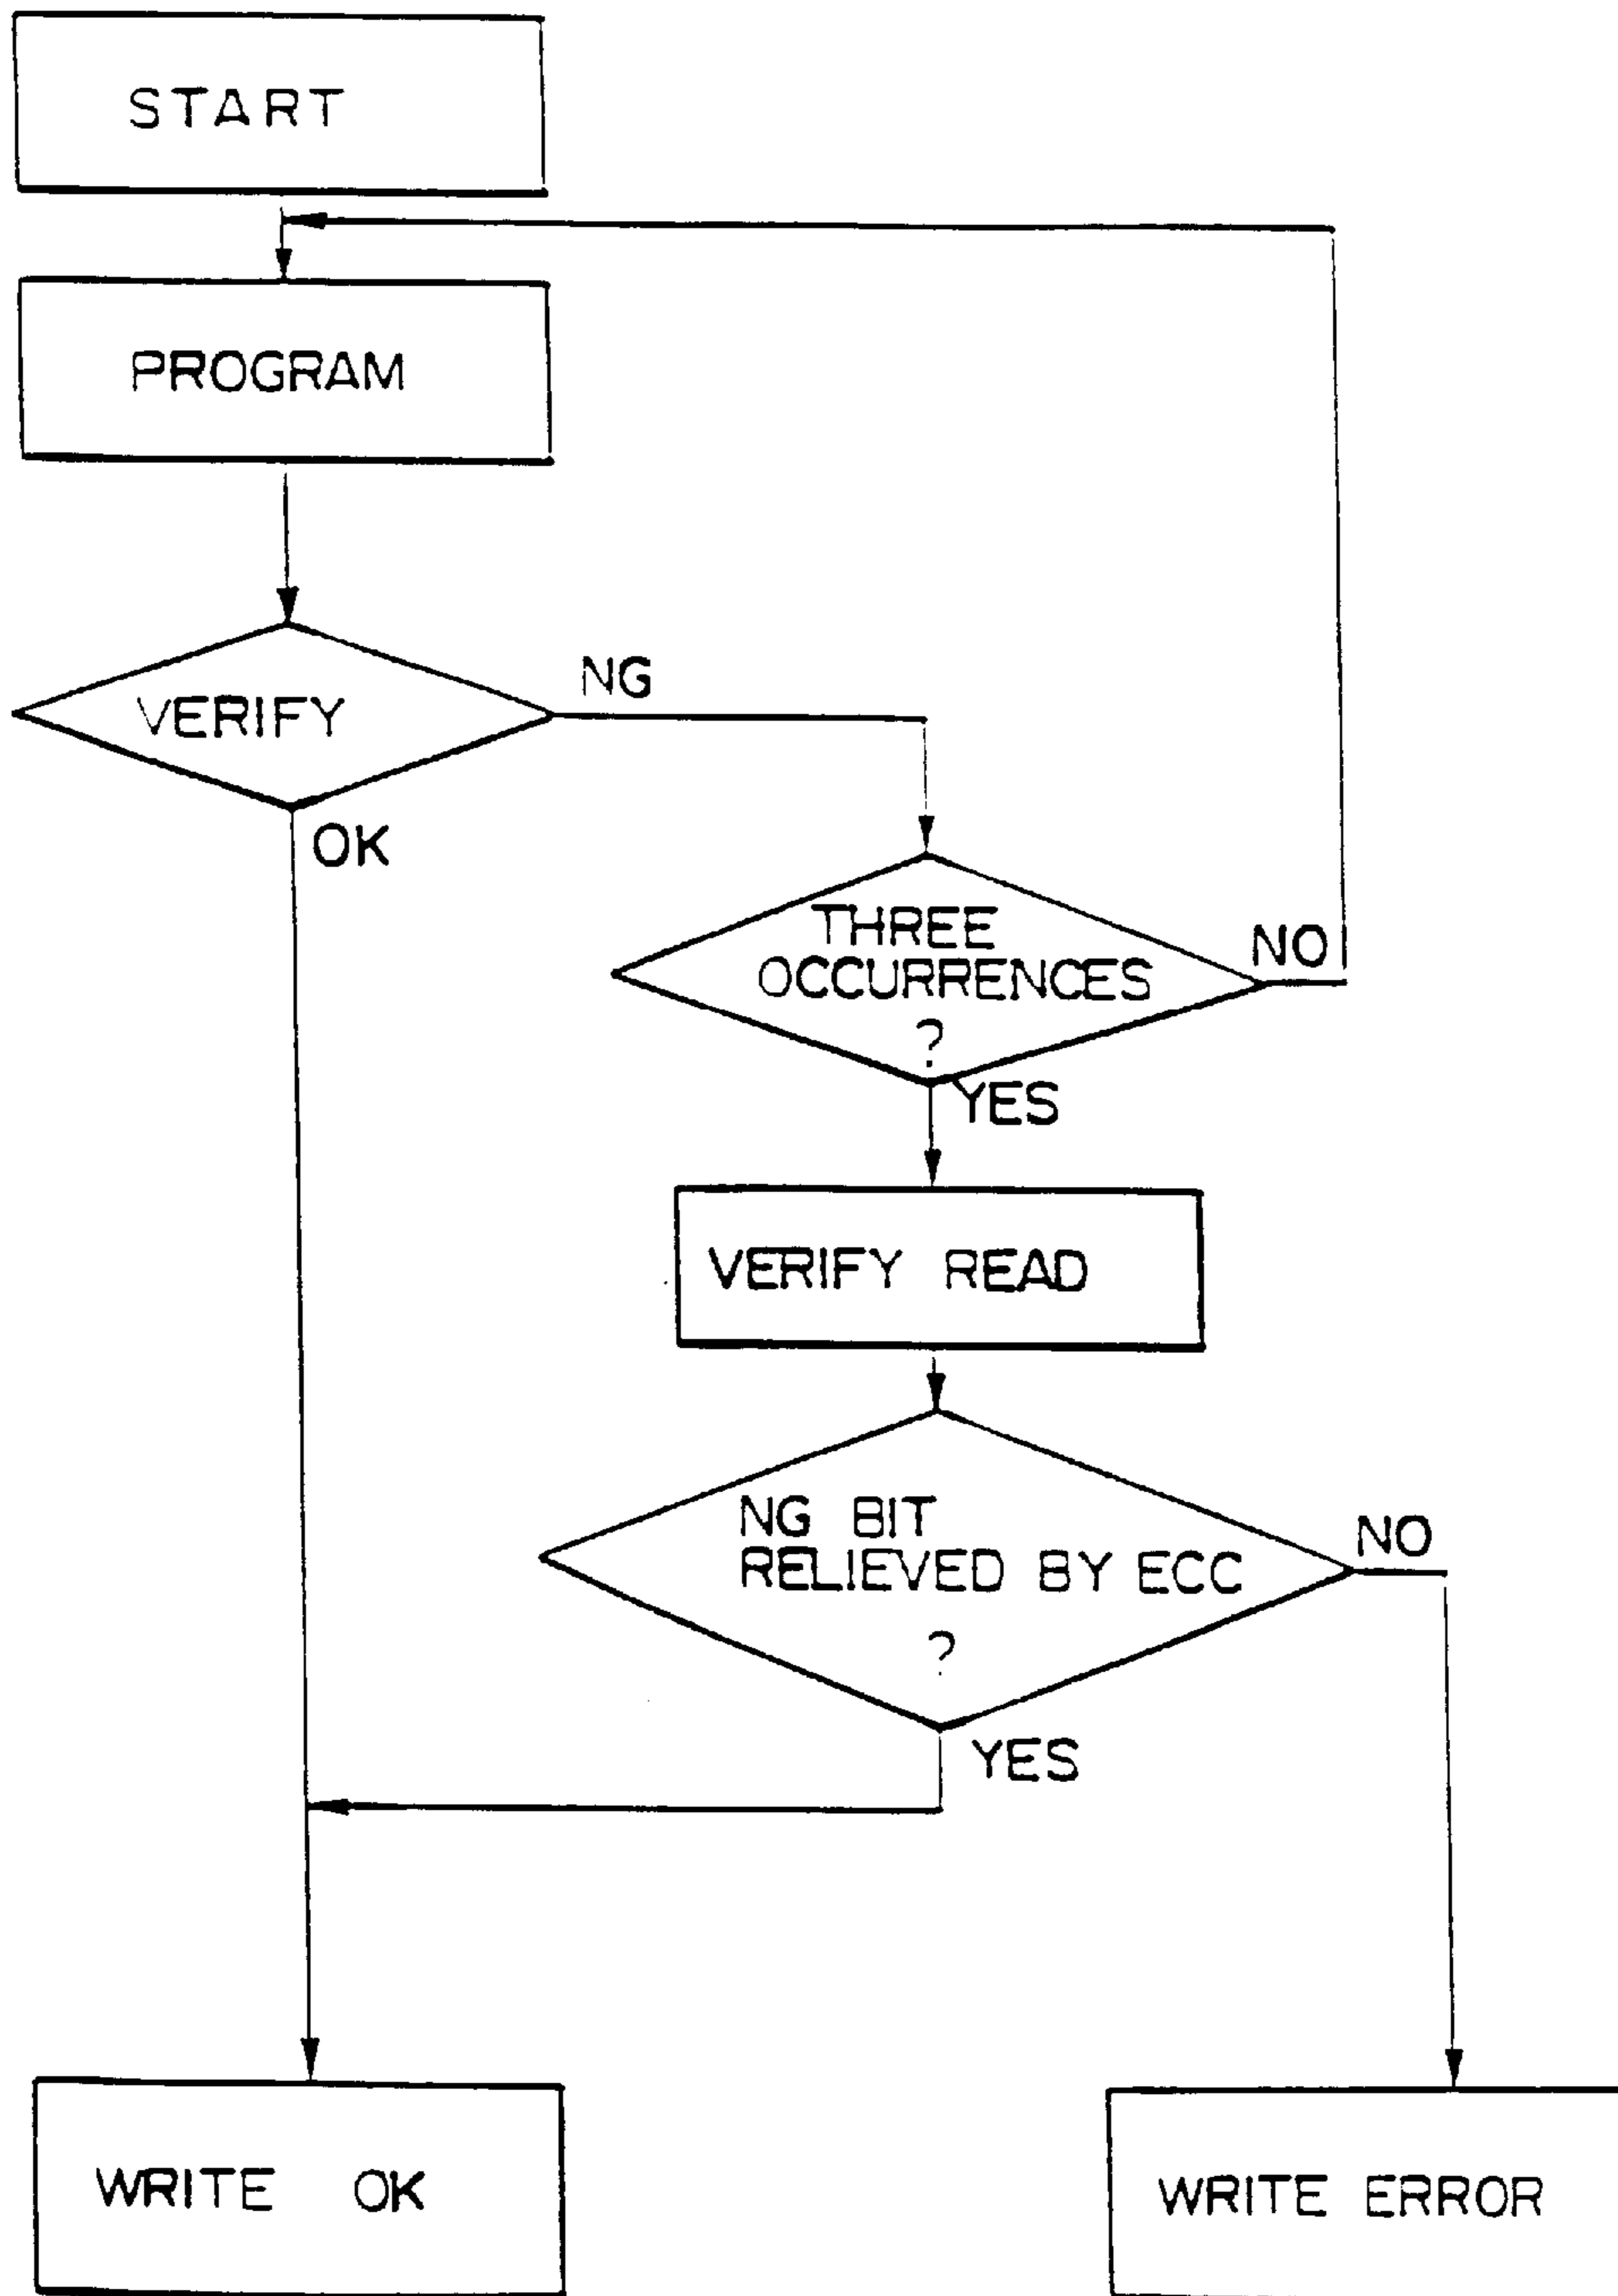 START
PROGRAM
VERIFY
NG
OK
THREE
OCCURRENCES
?
NO
YES
VERIFY READ
NG BIT
RELIEVED BY ECC
?
NO
YES
WRITE OK
WRITE ERROR